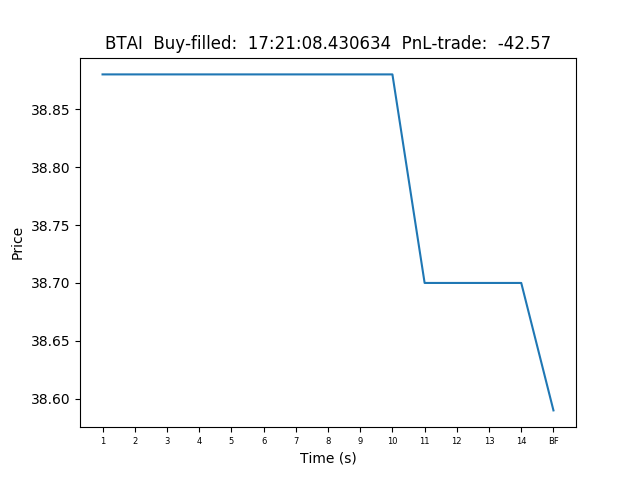 BTAI  Buy-filled:  17:21:08.430634  PnL-trade:  -42.57
38.85
38.80
38.75
38.70
38.65
38.60
Price
1 2 3 4 5 6 7 8 9 10 11 12 13 14 BF
Time (s)